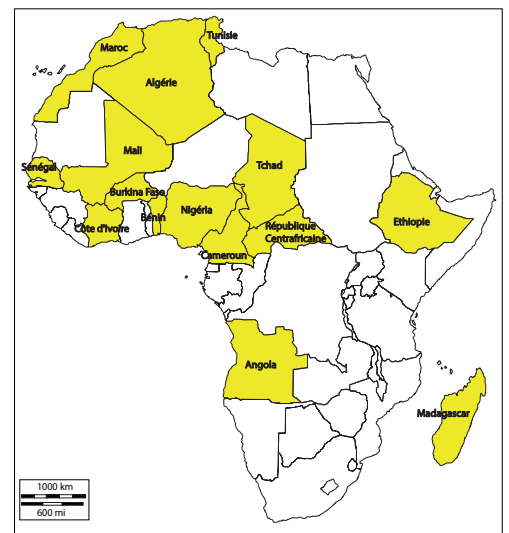 Tunisie
Maroc
Algérie
Mali
Sénégal
Tchad
Burkina Faso
Nigéria
Bénin
Côte d'Ivoire
Ethiopie
République
Centrafricaine
Cameroun
Angola
Madagascar
1000 km
600 mi